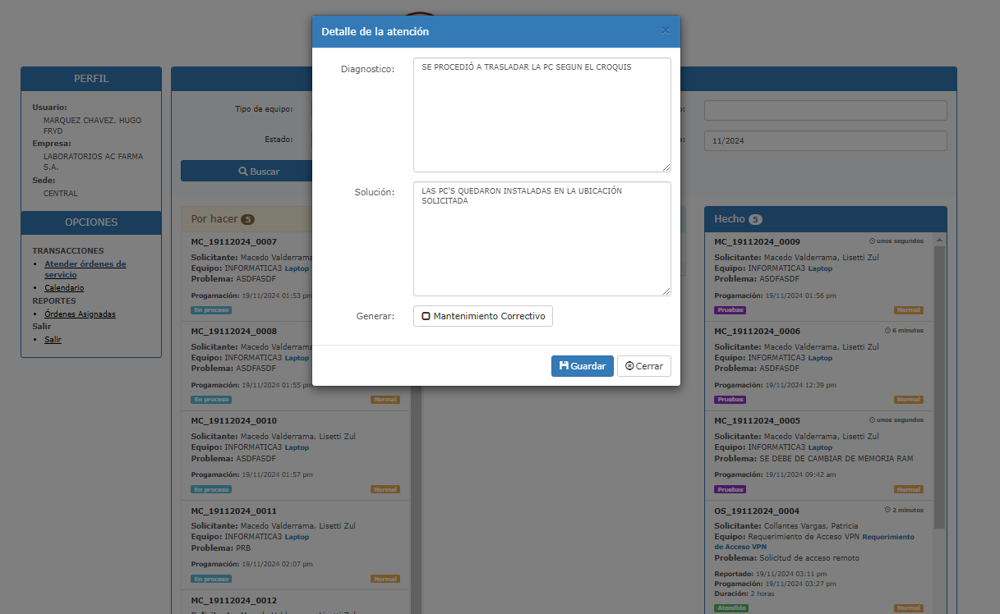 Detalle de la atención
×
Diagnostico:
SE PROCEDIÓ A TRASLADAR LA PC SEGUN EL CROQUIS
Solución:
LAS PC'S QUEDARON INSTALADAS EN LA UBICACIÓN
SOLICITADA
Generar:
Mantenimiento Correctivo
Guardar
Cerrar
PERFIL
Usuario:
MARQUEZ CHAVEZ, HUGO
FRYD
Empresa:
LABORATORIOS AC FARMA
S.A.
Sede:
CENTRAL
OPCIONES
TRANSACCIONES
Atender órdenes de
servicio
Calendario
REPORTES
Órdenes Asignadas
Salir
Salir
Tipo de equipo:
Estado:
11/2024
Buscar
Por hacer 5
MC_19112024_0007
Solicitante: Macedo Valderrama,
Equipo: INFORMATICA3 Laptop
Problema: ASDFASDF
Progamación: 19/11/2024 01:53 pm
En proceso
MC_19112024_0008
Solicitante: Macedo Valderrama,
Equipo: INFORMATICA3 Laptop
Problema: ASDFASDF
Progamación: 19/11/2024 01:55 pm
En proceso
Normal
MC_19112024_0010
Solicitante: Macedo Valderrama, Lisetti Zul
Equipo: INFORMATICA3 Laptop
Problema: ASDFASDF
Progamación: 19/11/2024 01:57 pm
En proceso
Normal
MC_19112024_0011
Solicitante: Macedo Valderrama, Lisetti Zul
Equipo: INFORMATICA3 Laptop
Problema: PRB
Progamación: 19/11/2024 02:07 pm
En proceso
Normal
MC_19112024_0012
Hecho 5
MC_19112024_0009
unos segundos
Solicitante: Macedo Valderrama, Lisetti Zul
Equipo: INFORMATICA3 Laptop
Problema: ASDFASDF
Progamación: 19/11/2024 01:56 pm
Pruebas
Normal
MC_19112024_0006
6 minutos
Solicitante: Macedo Valderrama, Lisetti Zul
Equipo: INFORMATICA3 Laptop
Problema: ASDFASDF
Progamación: 19/11/2024 12:39 pm
Pruebas
Normal
MC_19112024_0005
unos segundos
Solicitante: Macedo Valderrama, Lisetti Zul
Equipo: INFORMATICA3 Laptop
Problema: SE DEBE DE CAMBIAR DE MEMORIA RAM
Progamación: 19/11/2024 09:42 am
Pruebas
Normal
OS_19112024_0004
2 minutos
Solicitante: Collantes Vargas, Patricia
Equipo: Requerimiento de Acceso VPN Requerimiento
de Acceso VPN
Problema: Solicitud de acceso remoto
Reportado: 19/11/2024 03:11 pm
Progamación: 19/11/2024 03:27 pm
Duración: 2 horas
Atendido
Normal